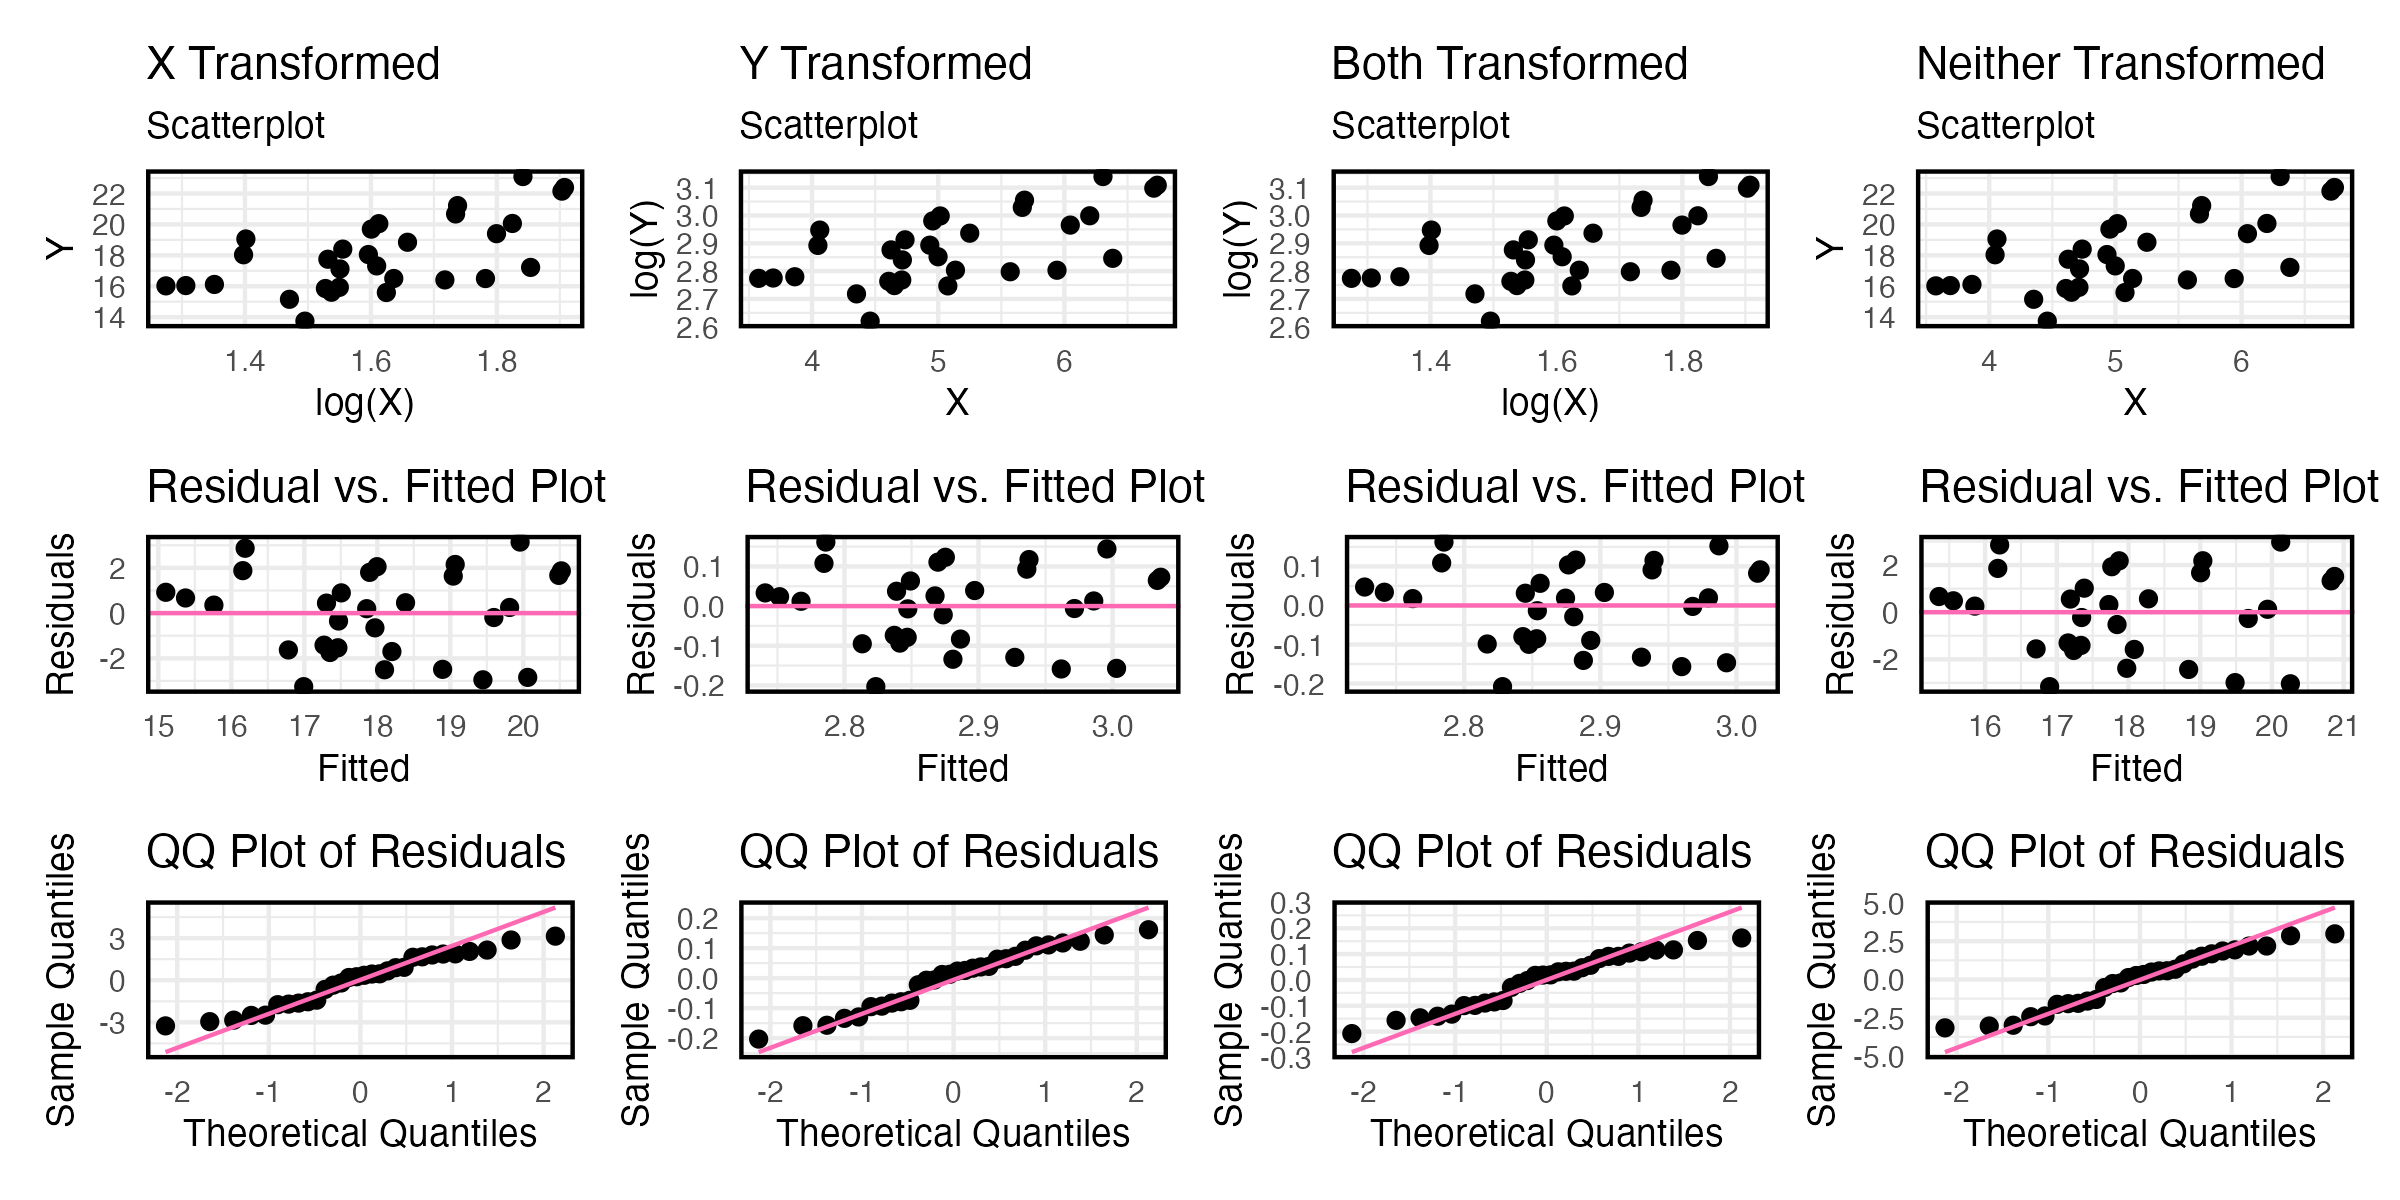 X Transformed
Y Transformed
Both Transformed
Neither Transformed
Scatterplot
Scatterplot
Scatterplot
Scatterplot
Y
22
20
18
16
14
1.4 1.6 1.8
log(X)
log(Y)
3.1
3.0
2.9
2.8
2.7
2.6
4 5 6
X
log(Y)
3.1
3.0
2.9
2.8
2.7
2.6
1.4 1.6 1.8
log(X)
Y
22
20
18
16
14
4 5 6
X
Residual vs. Fitted Plot
Residual vs. Fitted Plot
Residual vs. Fitted Plot
Residual vs. Fitted Plot
Residuals
2
0
-2
15 16 17 18 19 20
Fitted
Residuals
0.1
0.0
-0.1
-0.2
2.8 2.9 3.0
Fitted
Residuals
0.1
0.0
-0.1
-0.2
2.8 2.9 3.0
Fitted
Residuals
2
0
-2
16 17 18 19 20 21
Fitted
QQ Plot of Residuals
QQ Plot of Residuals
QQ Plot of Residuals
QQ Plot of Residuals
Sample Quantiles
3
0
-3
-2 -1 0 1 2
Theoretical Quantiles
Sample Quantiles
0.2
0.1
0.0
-0.1
-0.2
-2 -1 0 1 2
Theoretical Quantiles
Sample Quantiles
0.3
0.2
0.1
0.0
-0.1
-0.2
-0.3
-2 -1 0 1 2
Theoretical Quantiles
Sample Quantiles
5.0
2.5
0.0
-2.5
-5.0
-2 -1 0 1 2
Theoretical Quantiles